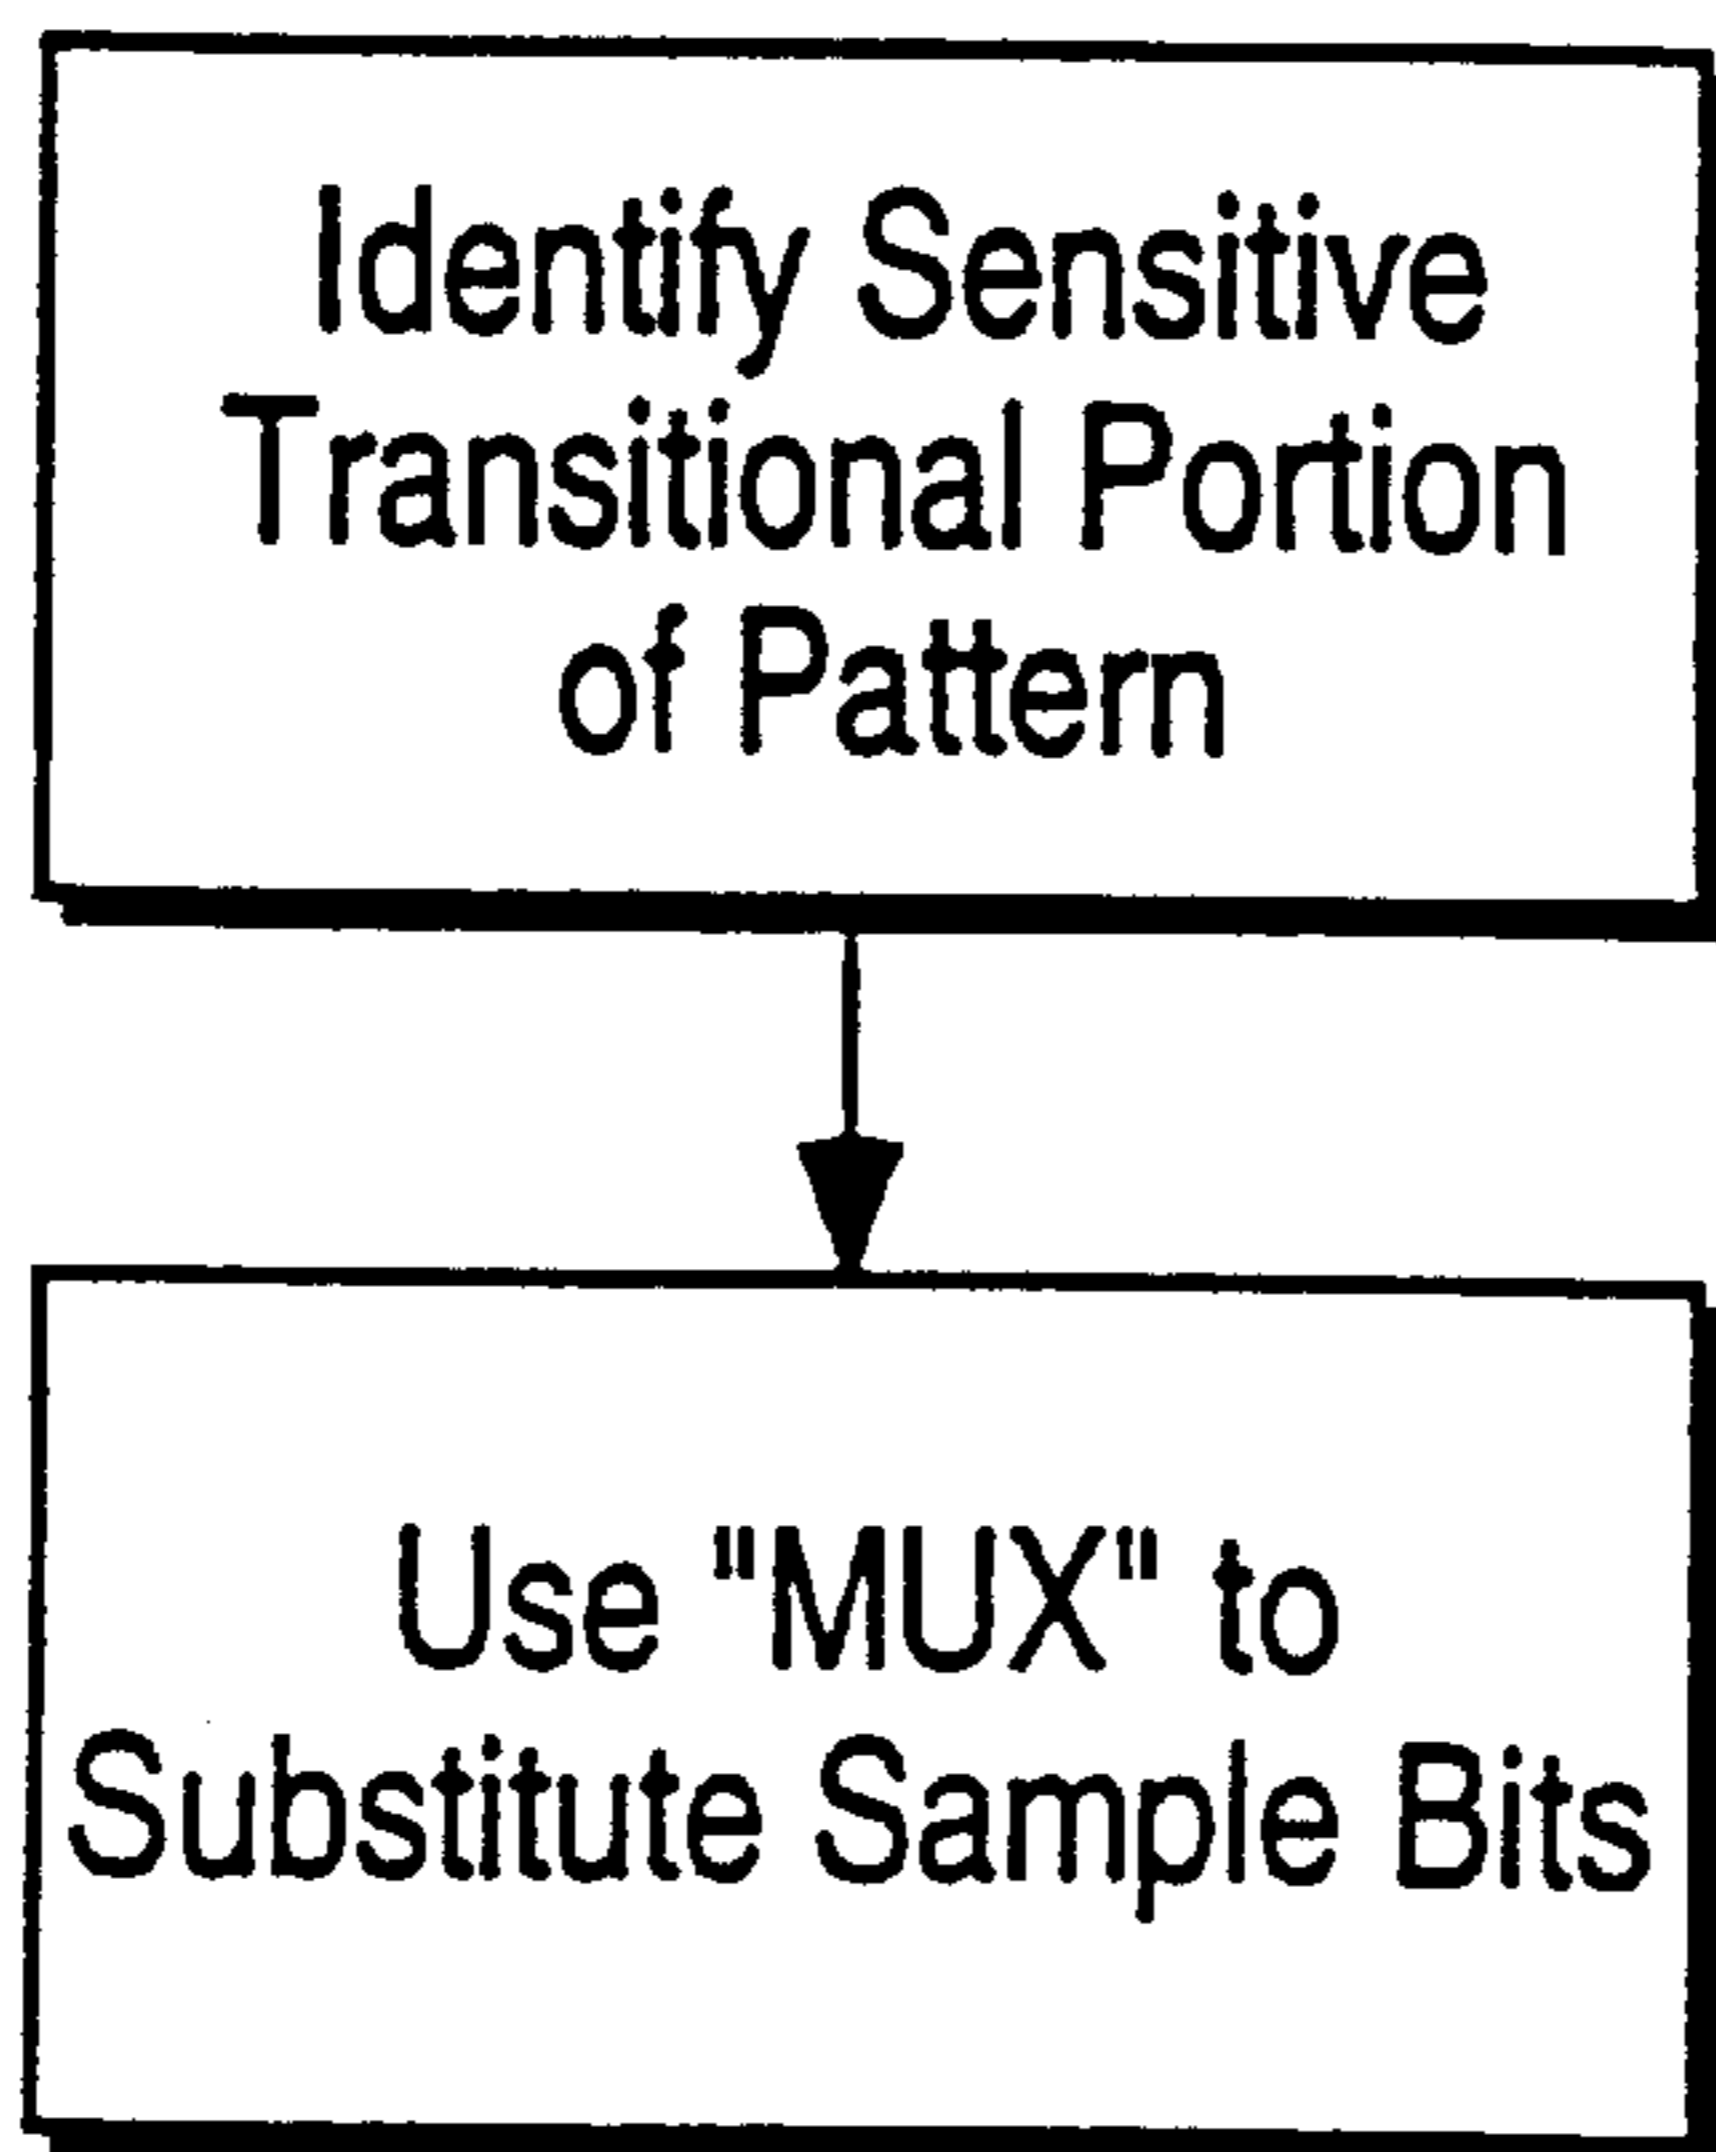 Identify Sensitive
Transitional Portion
of Pattern
Use "MUX" to
Substitute Sample Bits